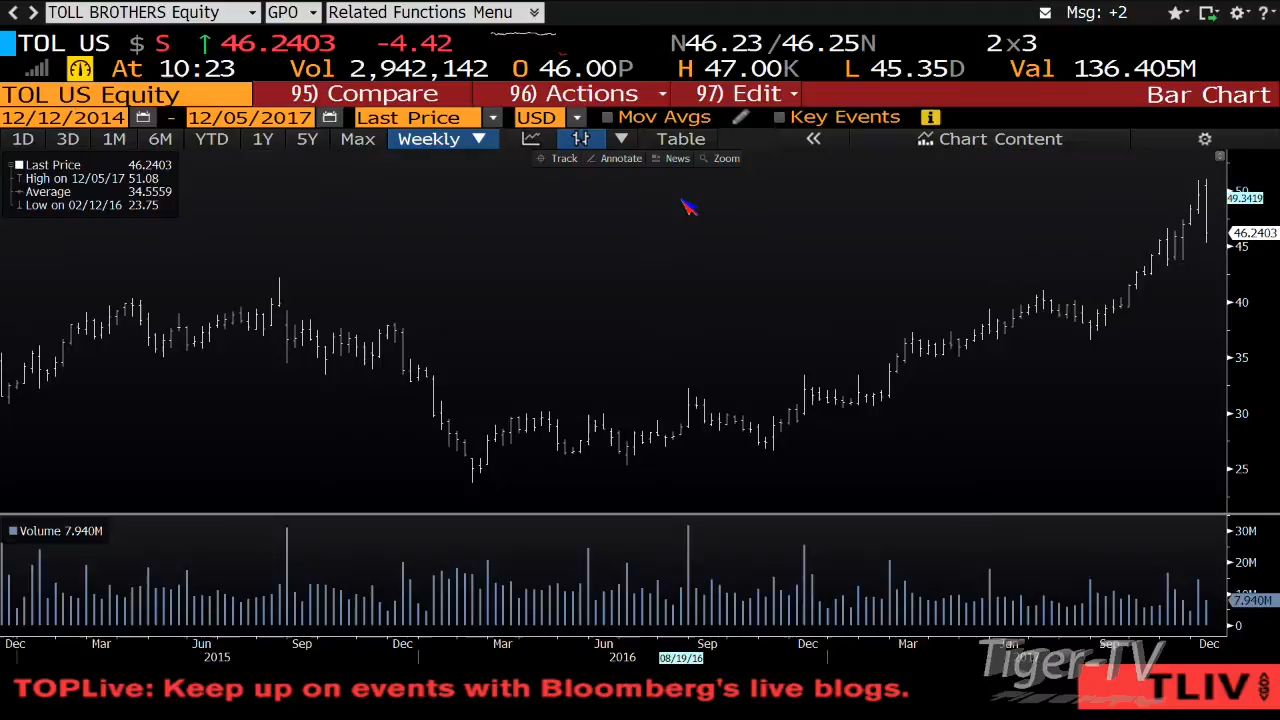 TOLL BROTHERS Equity GPO Related Functions Menu Msg: +2
TOL US $ S ↑ 46.2403 -4.42 N46.23 / 46.25N 2x3
At 10:23 Vol 2,942,142 O 46.00P H 47.00K L 45.35D Val 136.405M
TOL US Equity 95) Compare 96) Actions 97) Edit Bar Chart
12/12/2014 - 12/05/2017 Last Price USD Mov Avgs Key Events
1D 3D 1M 6M YTD 1Y 5Y Max Weekly ▼ Table « Chart Content
Track Annotate News Zoom
Last Price 46.2403
High on 12/05/17 51.08
Average 34.5559
Low on 02/12/16 23.75
50
49.3419
46.2403
45
40
35
30
25
Volume 7.940M
30M
20M
7.940M
0
Dec Mar Jun Sep Dec Mar Jun Sep Dec Mar Jun Sep Dec
2015 2016 08/19/16
Tiger-TV
TOPLive: Keep up on events with Bloomberg's live blogs. TLIV